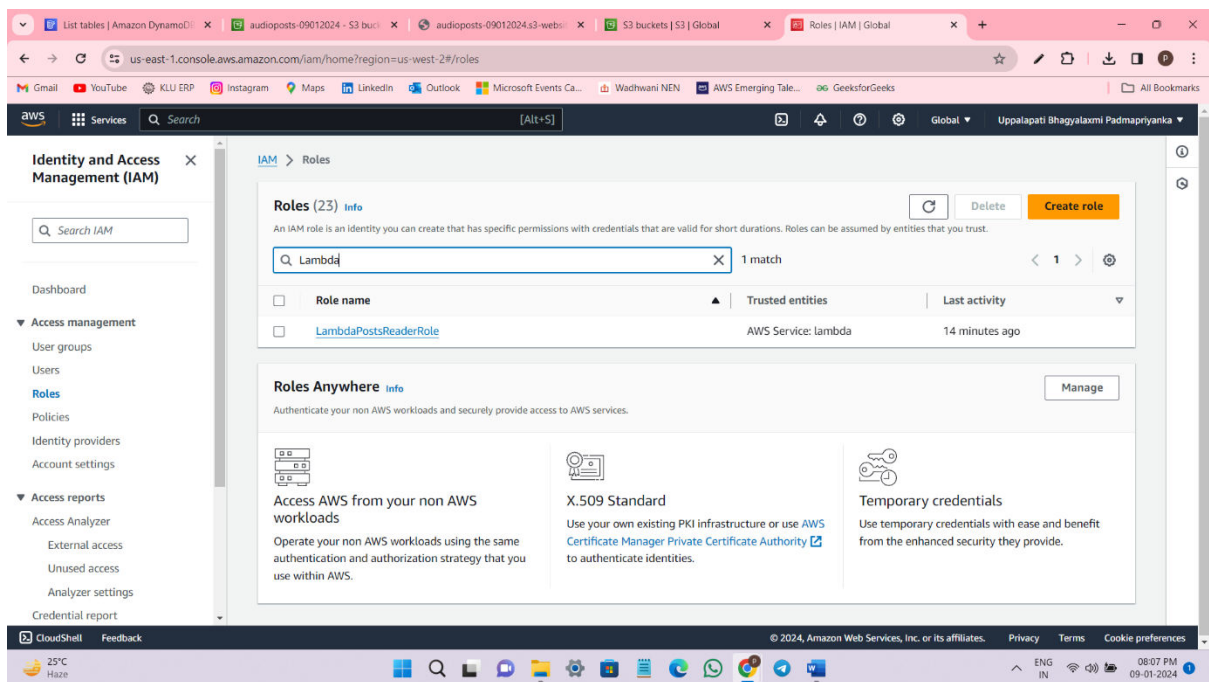 List tables | Amazon DynamoD
audioposts-09012024 - S3 buck
audioposts-09012024.s3-websi
S3 buckets | S3 | Global
Roles | IAM | Global
us-east-1.console.aws.amazon.com/iam/home?region=us-west-2#/roles
P
Gmail YouTube KLU ERP Instagram Maps LinkedIn Outlook Microsoft Events Ca... Wadhwani NEN AWS Emerging Tale... GeeksforGeeks All Bookmarks
aws Services Search [Alt+S] Global Uppalapati Bhagyalaxmi Padmapriyanka
Identity and Access
Management (IAM)
Search IAM
Dashboard
Access management
User groups
Users
Roles
Policies
Identity providers
Account settings
Access reports
Access Analyzer
External access
Unused access
Analyzer settings
Credential report
IAM > Roles
Roles (23) Info
Delete
Create role
An IAM role is an identity you can create that has specific permissions with credentials that are valid for short durations. Roles can be assumed by entities that you trust.
Lambda
1 match
1
Role name Trusted entities Last activity
LambdaPostsReaderRole AWS Service: lambda 14 minutes ago
Roles Anywhere Info
Manage
Authenticate your non AWS workloads and securely provide access to AWS services.
Access AWS from your non AWS
workloads
Operate your non AWS workloads using the same
authentication and authorization strategy that you
use within AWS.
X.509 Standard
Use your own existing PKI infrastructure or use AWS
Certificate Manager Private Certificate Authority
to authenticate identities.
Temporary credentials
Use temporary credentials with ease and benefit
from the enhanced security they provide.
CloudShell Feedback © 2024, Amazon Web Services, Inc. or its affiliates. Privacy Terms Cookie preferences
25°C
Haze
ENG
IN
08:07 PM
09-01-2024
1